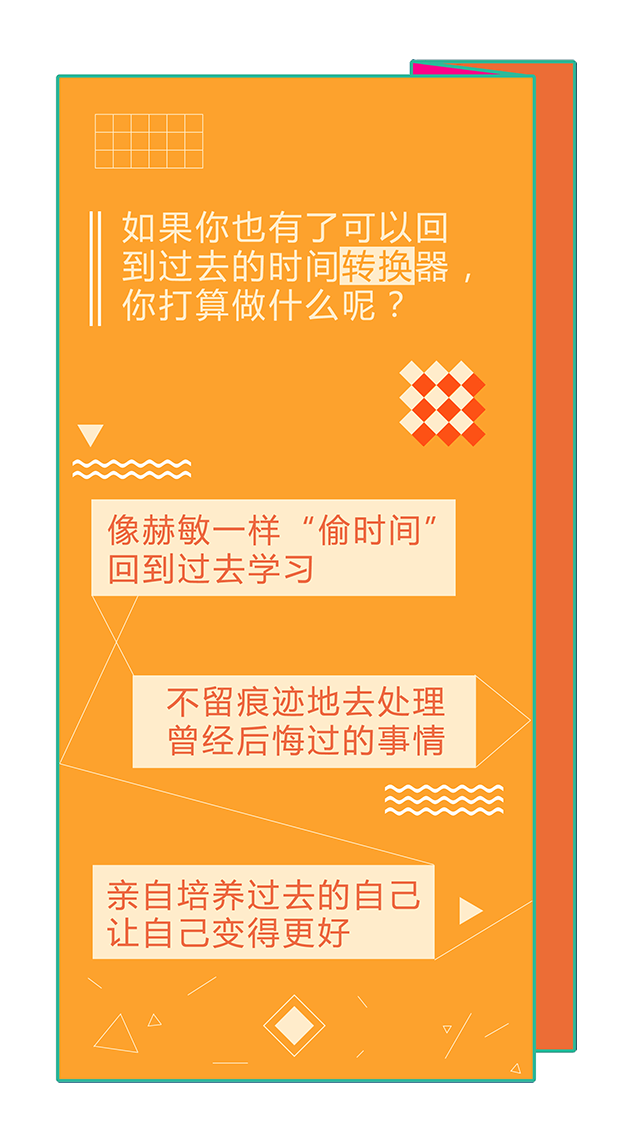 如果你也有了可以回
到过去的时间转换器，
你打算做什么呢？
像赫敏一样“偷时间”
回到过去学习
不留痕迹地去处理
曾经后悔过的事情
亲自培养过去的自己
让自己变得更好